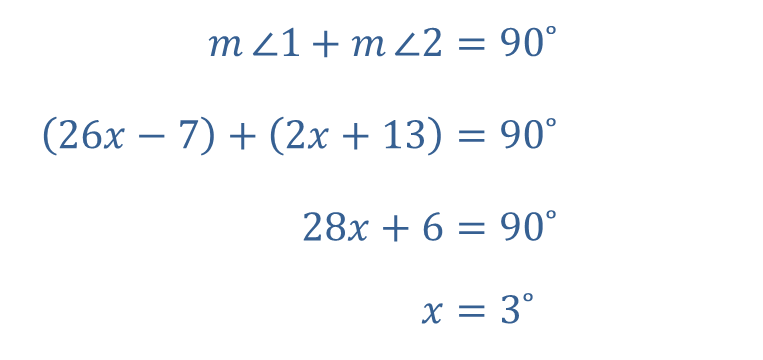 m ∠1 + m ∠2 = 90°
(26x − 7) + (2x + 13) = 90°
28x + 6 = 90°
x = 3°